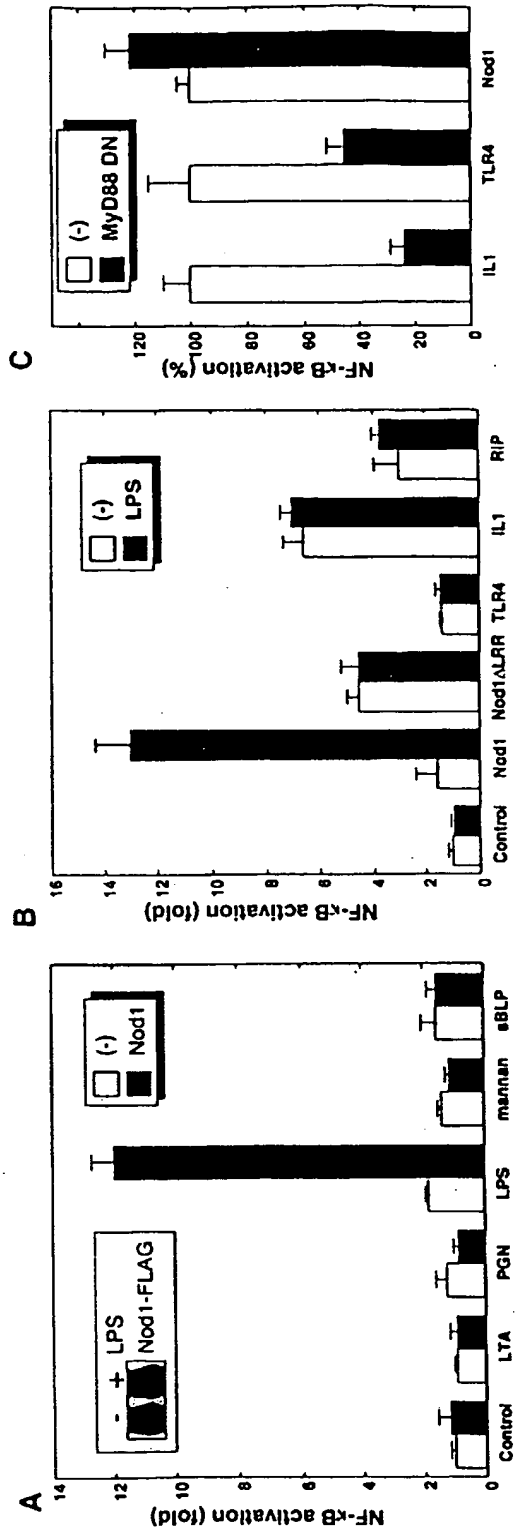 A
NF-κB activation (fold)
14
12
10
8
6
4
2
0
- + LPS
Nod1-FLAG
(-)
Nod1
Control
LTA
PGN
LPS
mannan
sBLP
B
NF-κB activation (fold)
16
14
12
10
8
6
4
2
0
(-)
LPS
Control
Nod1
Nod1ΔLRR
TLR4
IL1
RIP
C
NF-κB activation (%)
120
100
80
60
40
20
0
(-)
MyD88 DN
IL1
TLR4
Nod1